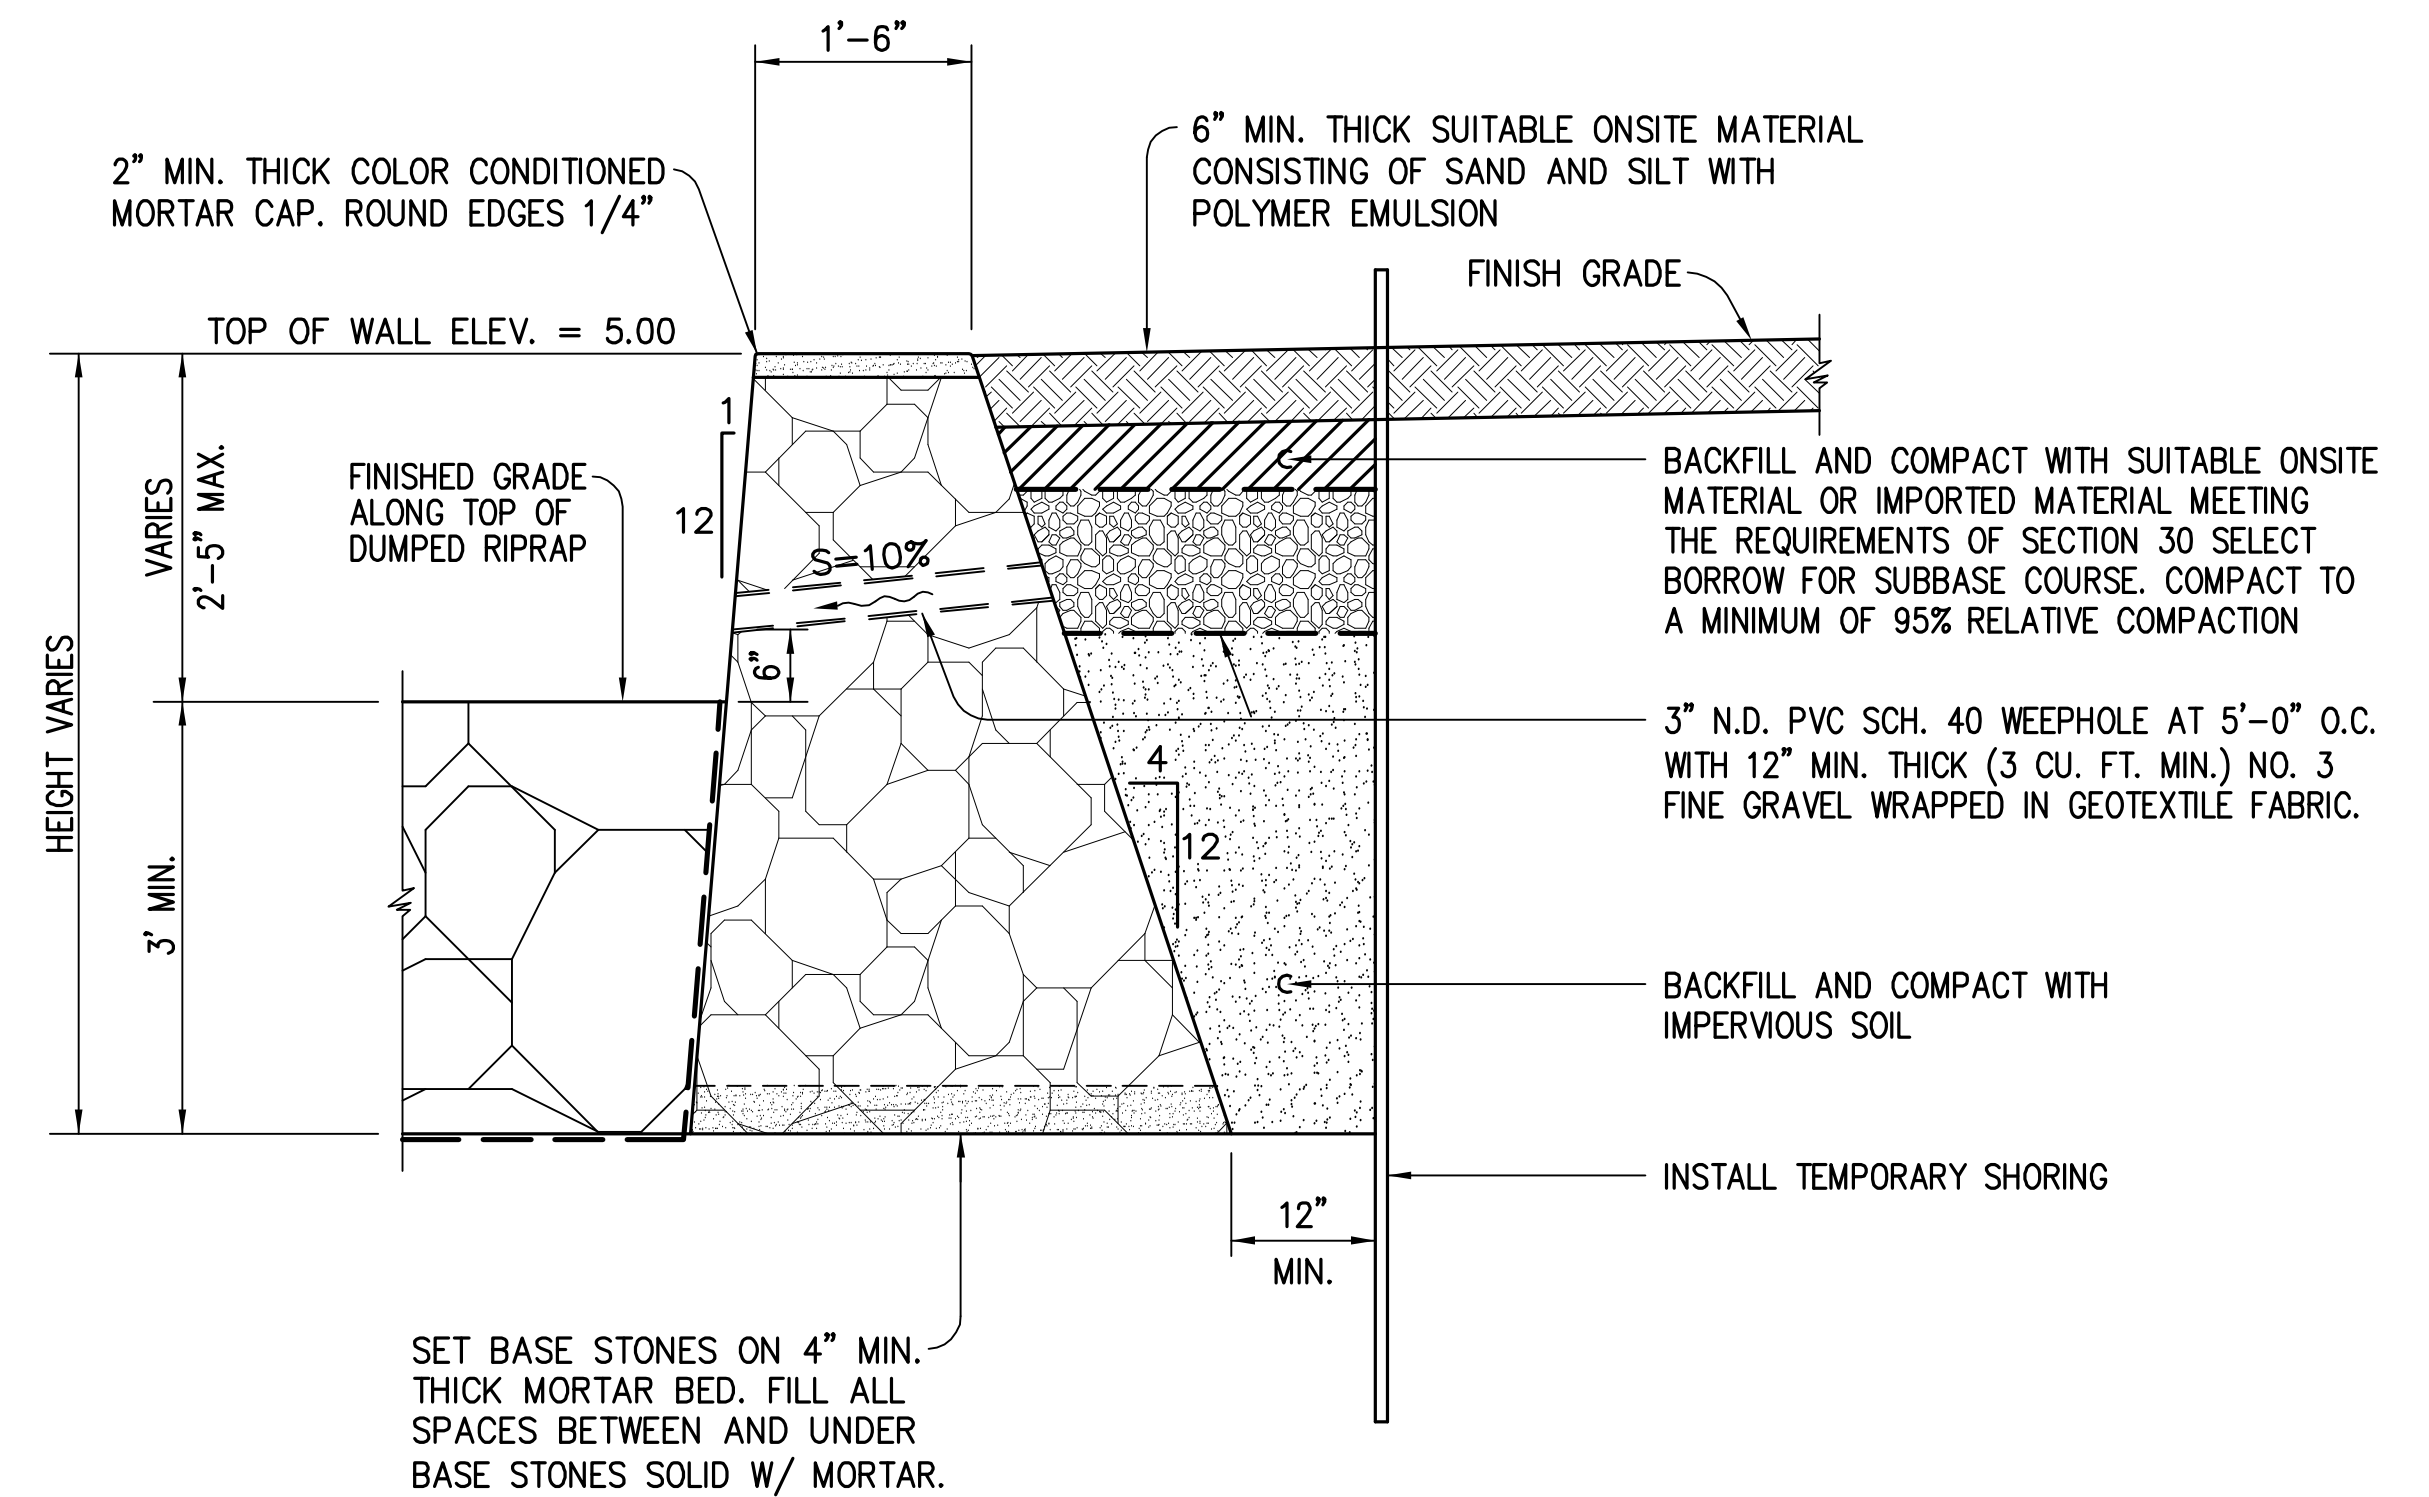 1'-6"
6" MIN. THICK SUITABLE ONSITE MATERIAL
CONSISTING OF SAND AND SILT WITH
POLYMER EMULSION
2" MIN. THICK COLOR CONDITIONED
MORTAR CAP. ROUND EDGES 1/4"
FINISH GRADE
TOP OF WALL ELEV. = 5.00
1
12
FINISHED GRADE
ALONG TOP OF
DUMPED RIPRAP
VARIES
2'-5" MAX.
HEIGHT VARIES
3' MIN.
S=10%
6"
BACKFILL AND COMPACT WITH SUITABLE ONSITE
MATERIAL OR IMPORTED MATERIAL MEETING
THE REQUIREMENTS OF SECTION 30 SELECT
BORROW FOR SUBBASE COURSE. COMPACT TO
A MINIMUM OF 95% RELATIVE COMPACTION
3" N.D. PVC SCH. 40 WEEPHOLE AT 5'-0" O.C.
WITH 12" MIN. THICK (3 CU. FT. MIN.) NO. 3
FINE GRAVEL WRAPPED IN GEOTEXTILE FABRIC.
4
12
BACKFILL AND COMPACT WITH
IMPERVIOUS SOIL
INSTALL TEMPORARY SHORING
12"
MIN.
SET BASE STONES ON 4" MIN.
THICK MORTAR BED. FILL ALL
SPACES BETWEEN AND UNDER
BASE STONES SOLID W/ MORTAR.